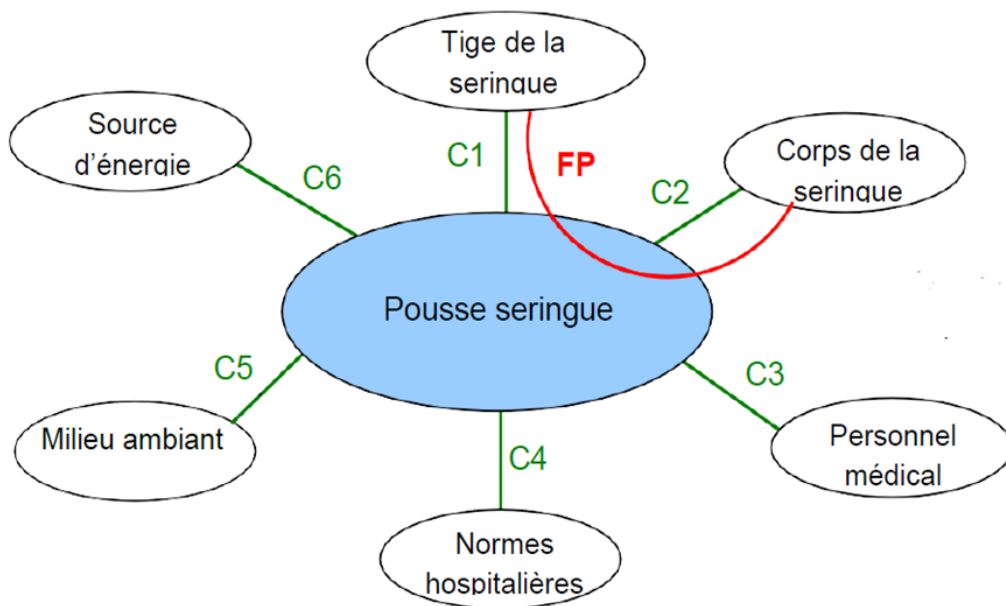 Tige de la
seringue
Source
d'énergie
C1
FP
Corps de la
seringue
C6
C2
Pousse seringue
C5
C3
Milieu ambiant
C4
Personnel
médical
Normes
hospitalières